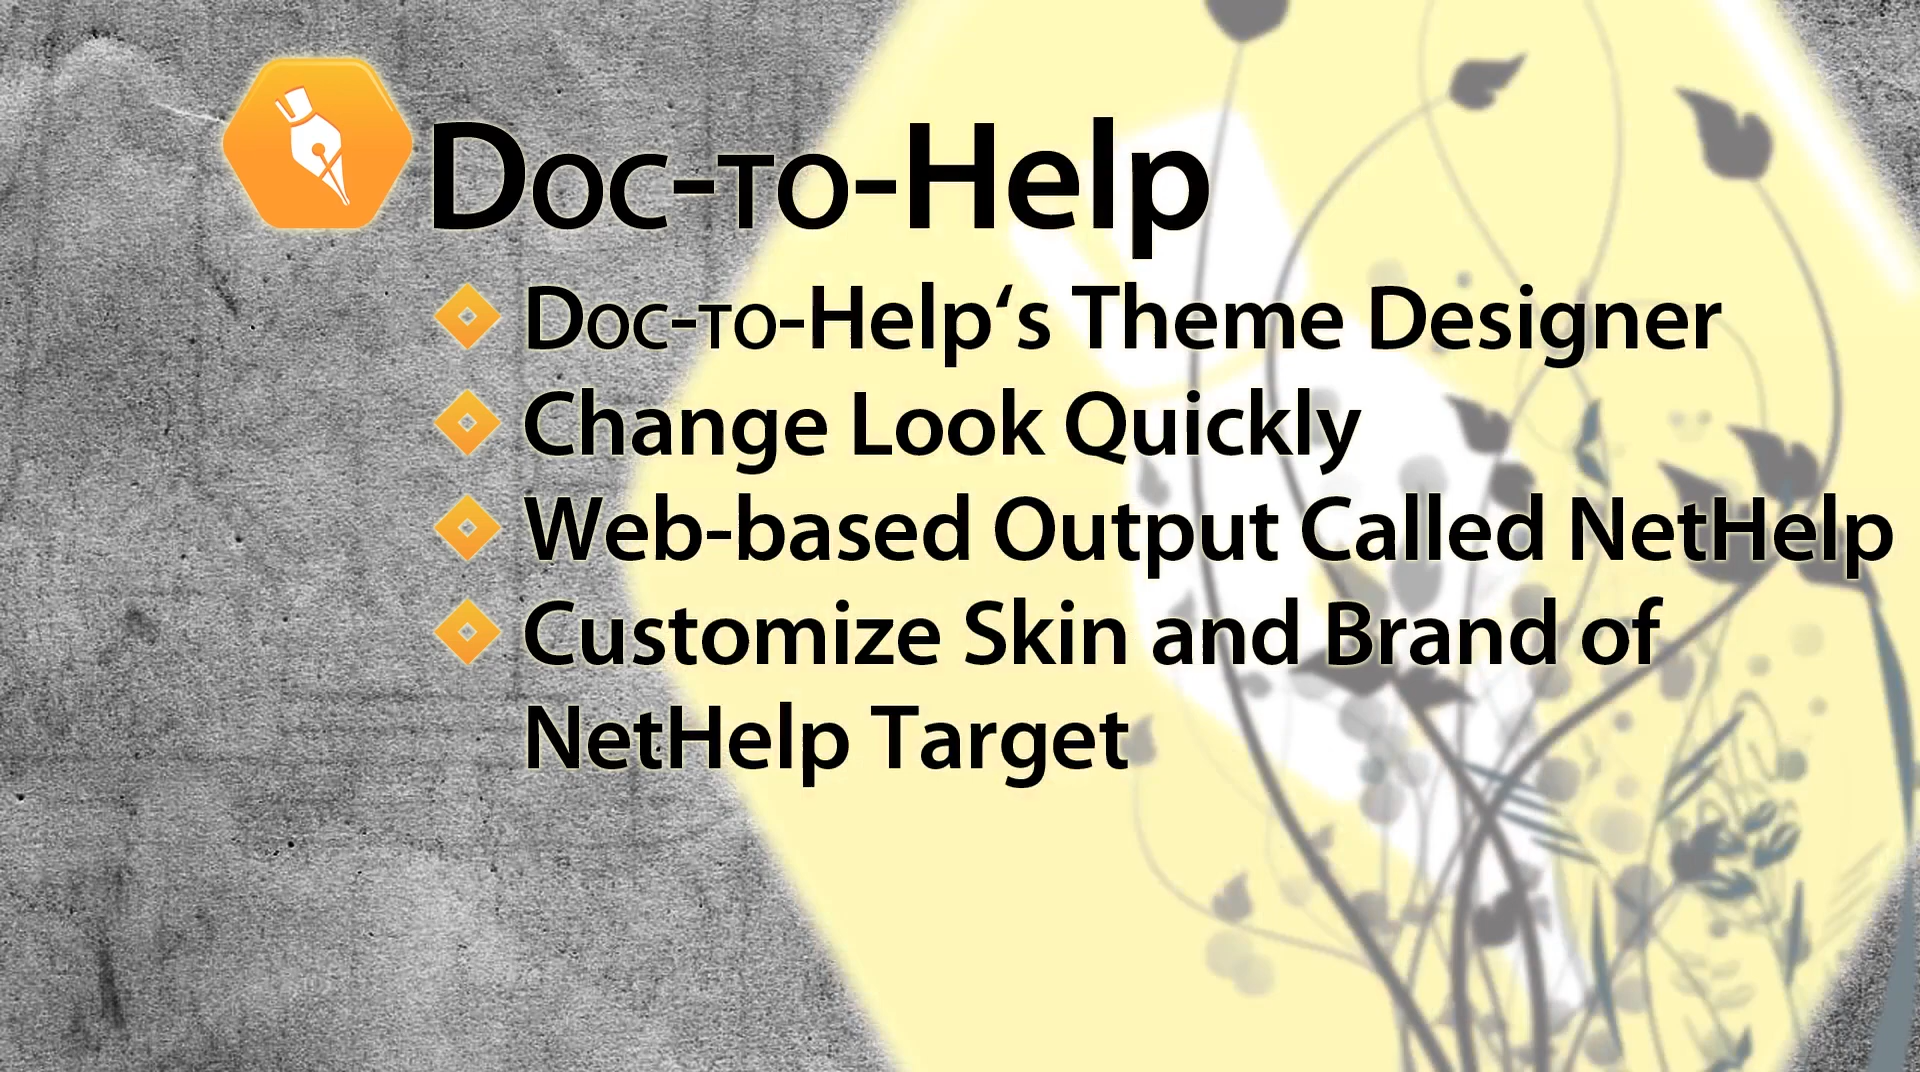 Doc-to-Help
Doc-to-Help‘s Theme Designer
Change Look Quickly
Web-based Output Called NetHelp
Customize Skin and Brand of
NetHelp Target